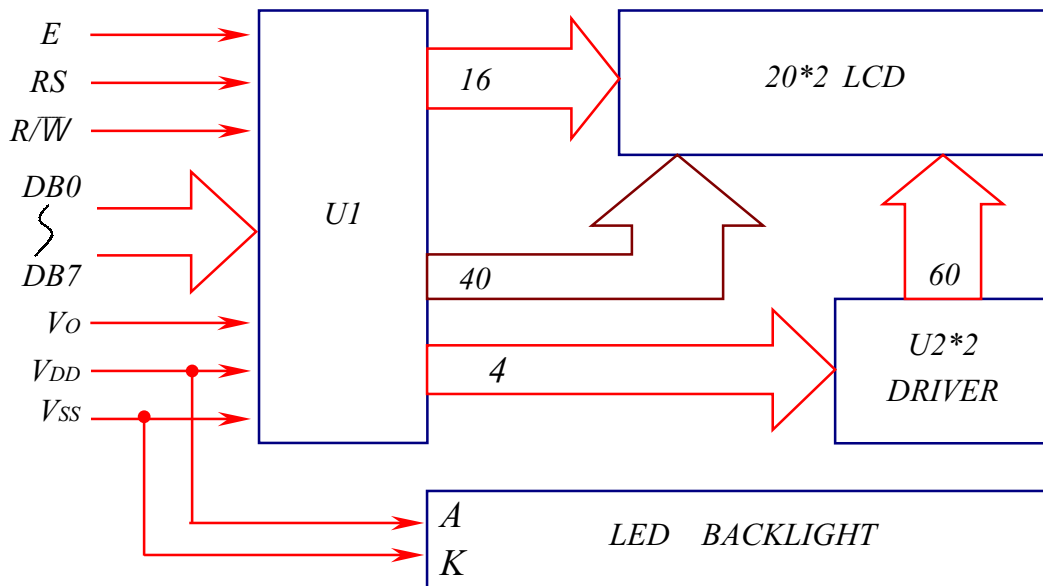 E
RS
R/W̅
DB0
DB7
VO
VDD
VSS
U1
16
40
4
20*2 LCD
60
U2*2
DRIVER
A
K
LED BACKLIGHT